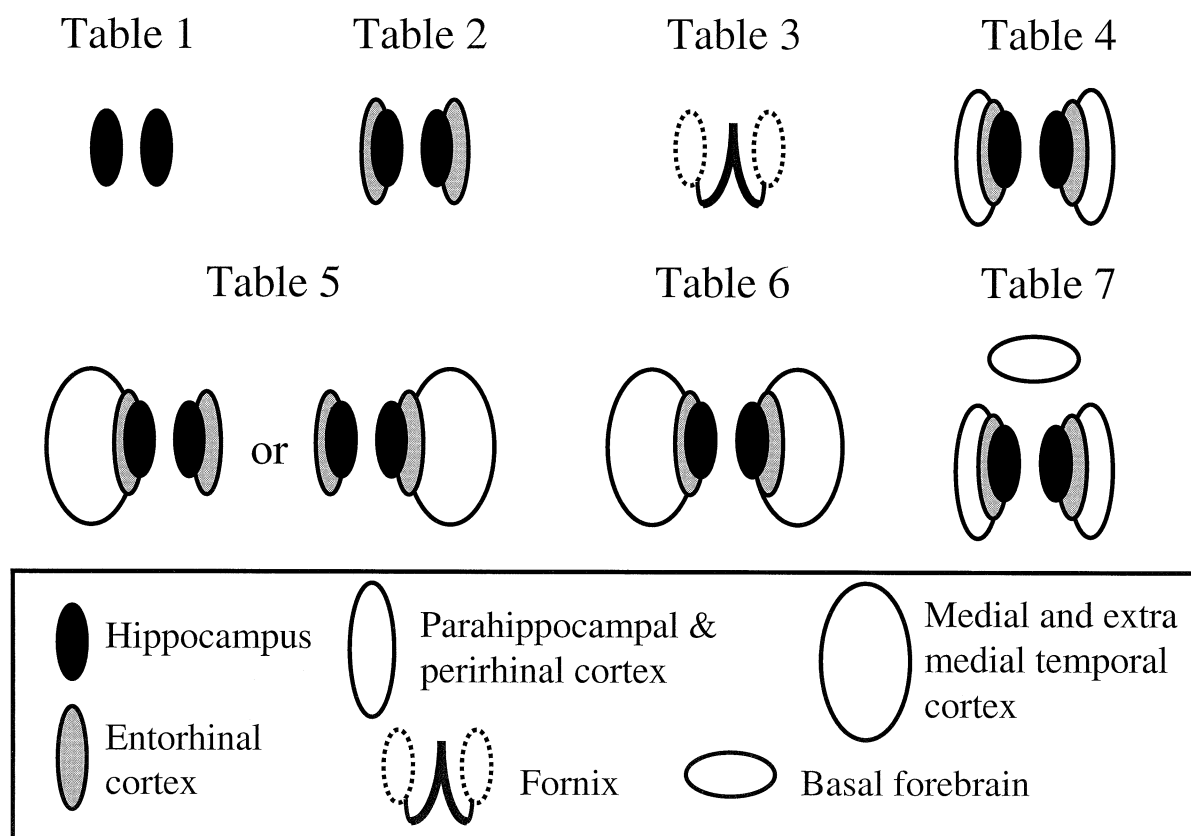 Table 1
Table 2
Table 3
Table 4
Table 5
Table 6
Table 7
or
Hippocampus
Entorhinal
cortex
Parahippocampal &
perirhinal cortex
Fornix
Medial and extra
medial temporal
cortex
Basal forebrain